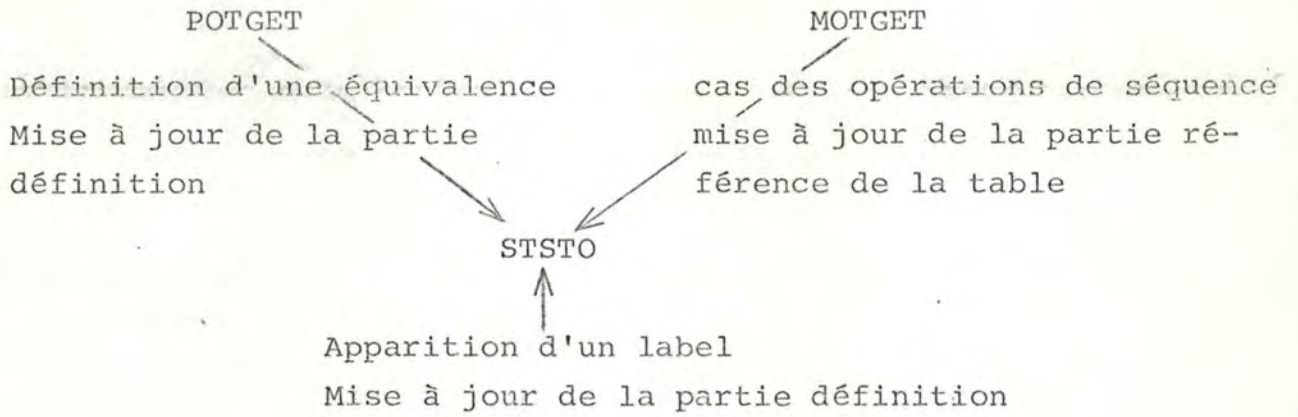 POTGET
MOTGET
Définition d'une équivalence
Mise à jour de la partie
définition
cas des opérations de séquence
mise à jour de la partie ré-
férence de la table
STSTO
Apparition d'un label
Mise à jour de la partie définition